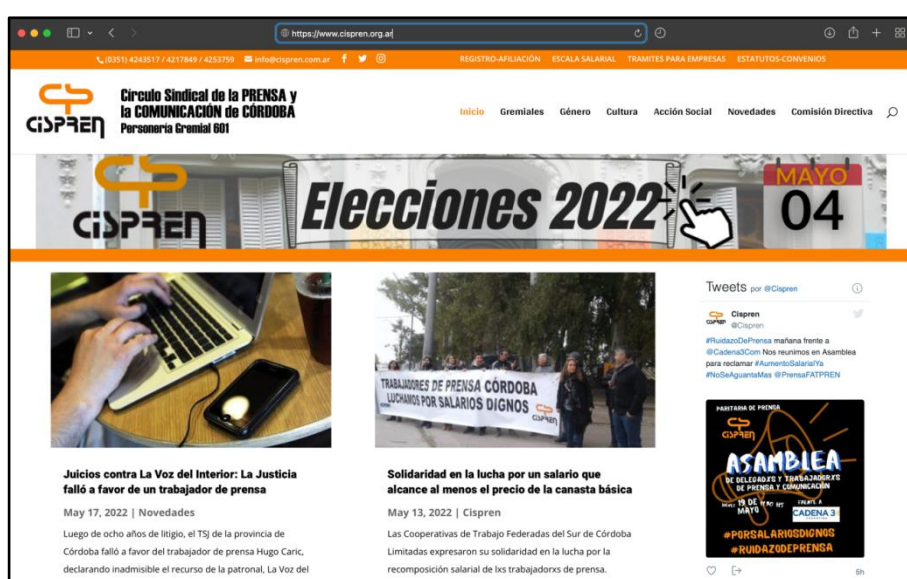 https://www.cispren.org.ar
(0351) 4243517 / 4217849 / 4253759 info@cispren.com.ar REGISTRO-AFILIACIÓN ESCALA SALARIAL TRAMITES PARA EMPRESAS ESTATUTOS-CONVENIOS
CISPREN
Círculo Sindical de la PRENSA y
la COMUNICACIÓN de CÓRDOBA
Personería Gremial 601
Inicio Gremiales Género Cultura Acción Social Novedades Comisión Directiva
CISPREN
Elecciones 2022
MAYO
04
TRABAJADORES DE PRENSA CÓRDOBA
LUCHAMOS POR SALARIOS DIGNOS
CISPREN
Juicios contra La Voz del Interior: La Justicia
falló a favor de un trabajador de prensa
May 17, 2022 | Novedades
Luego de ocho años de litigio, el TSJ de la provincia de
Córdoba falló a favor del trabajador de prensa Hugo Caric,
declarando inadmisible el recurso de la patronal, La Voz del
Solidaridad en la lucha por un salario que
alcance al menos el precio de la canasta básica
May 13, 2022 | Cispren
Las Cooperativas de Trabajo Federadas del Sur de Córdoba
Limitadas expresaron su solidaridad en la lucha por la
recomposición salarial de lxs trabajadorxs de prensa.
Tweets por @Cispren
Cispren
@Cispren
#RuidazoDePrensa mañana frente a
@Cadena3Com Nos reunimos en Asamblea
para reclamar #AumentoSalarialYa
#NoSeAguantaMas @PrensaFATPREN
PARITARIA DE PRENSA
CISPREN
ASAMBLEA
DE DELEGADXS Y TRABAJADORXS
DE PRENSA Y COMUNICACIÓN
19 DE
MAYO
HS
FRENTE A
CADENA 3
#PORSALARIOSDIGNOS
#RUIDAZODEPRENSA
5h